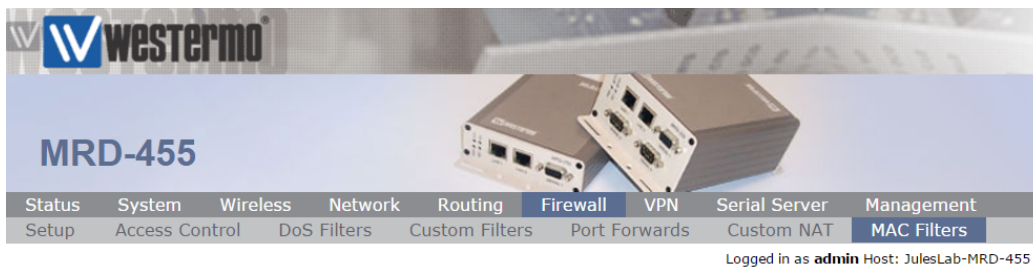 Westermo
MRD-455
Status System Wireless Network Routing Firewall VPN Serial Server Management
Setup Access Control DoS Filters Custom Filters Port Forwards Custom NAT MAC Filters
Logged in as admin Host: JulesLab-MRD-455